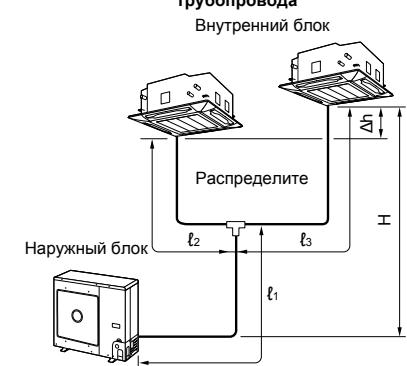 трубопровода
Внутренний блок
Δh
Распределите
H
Наружный блок
ℓ2
ℓ3
ℓ1